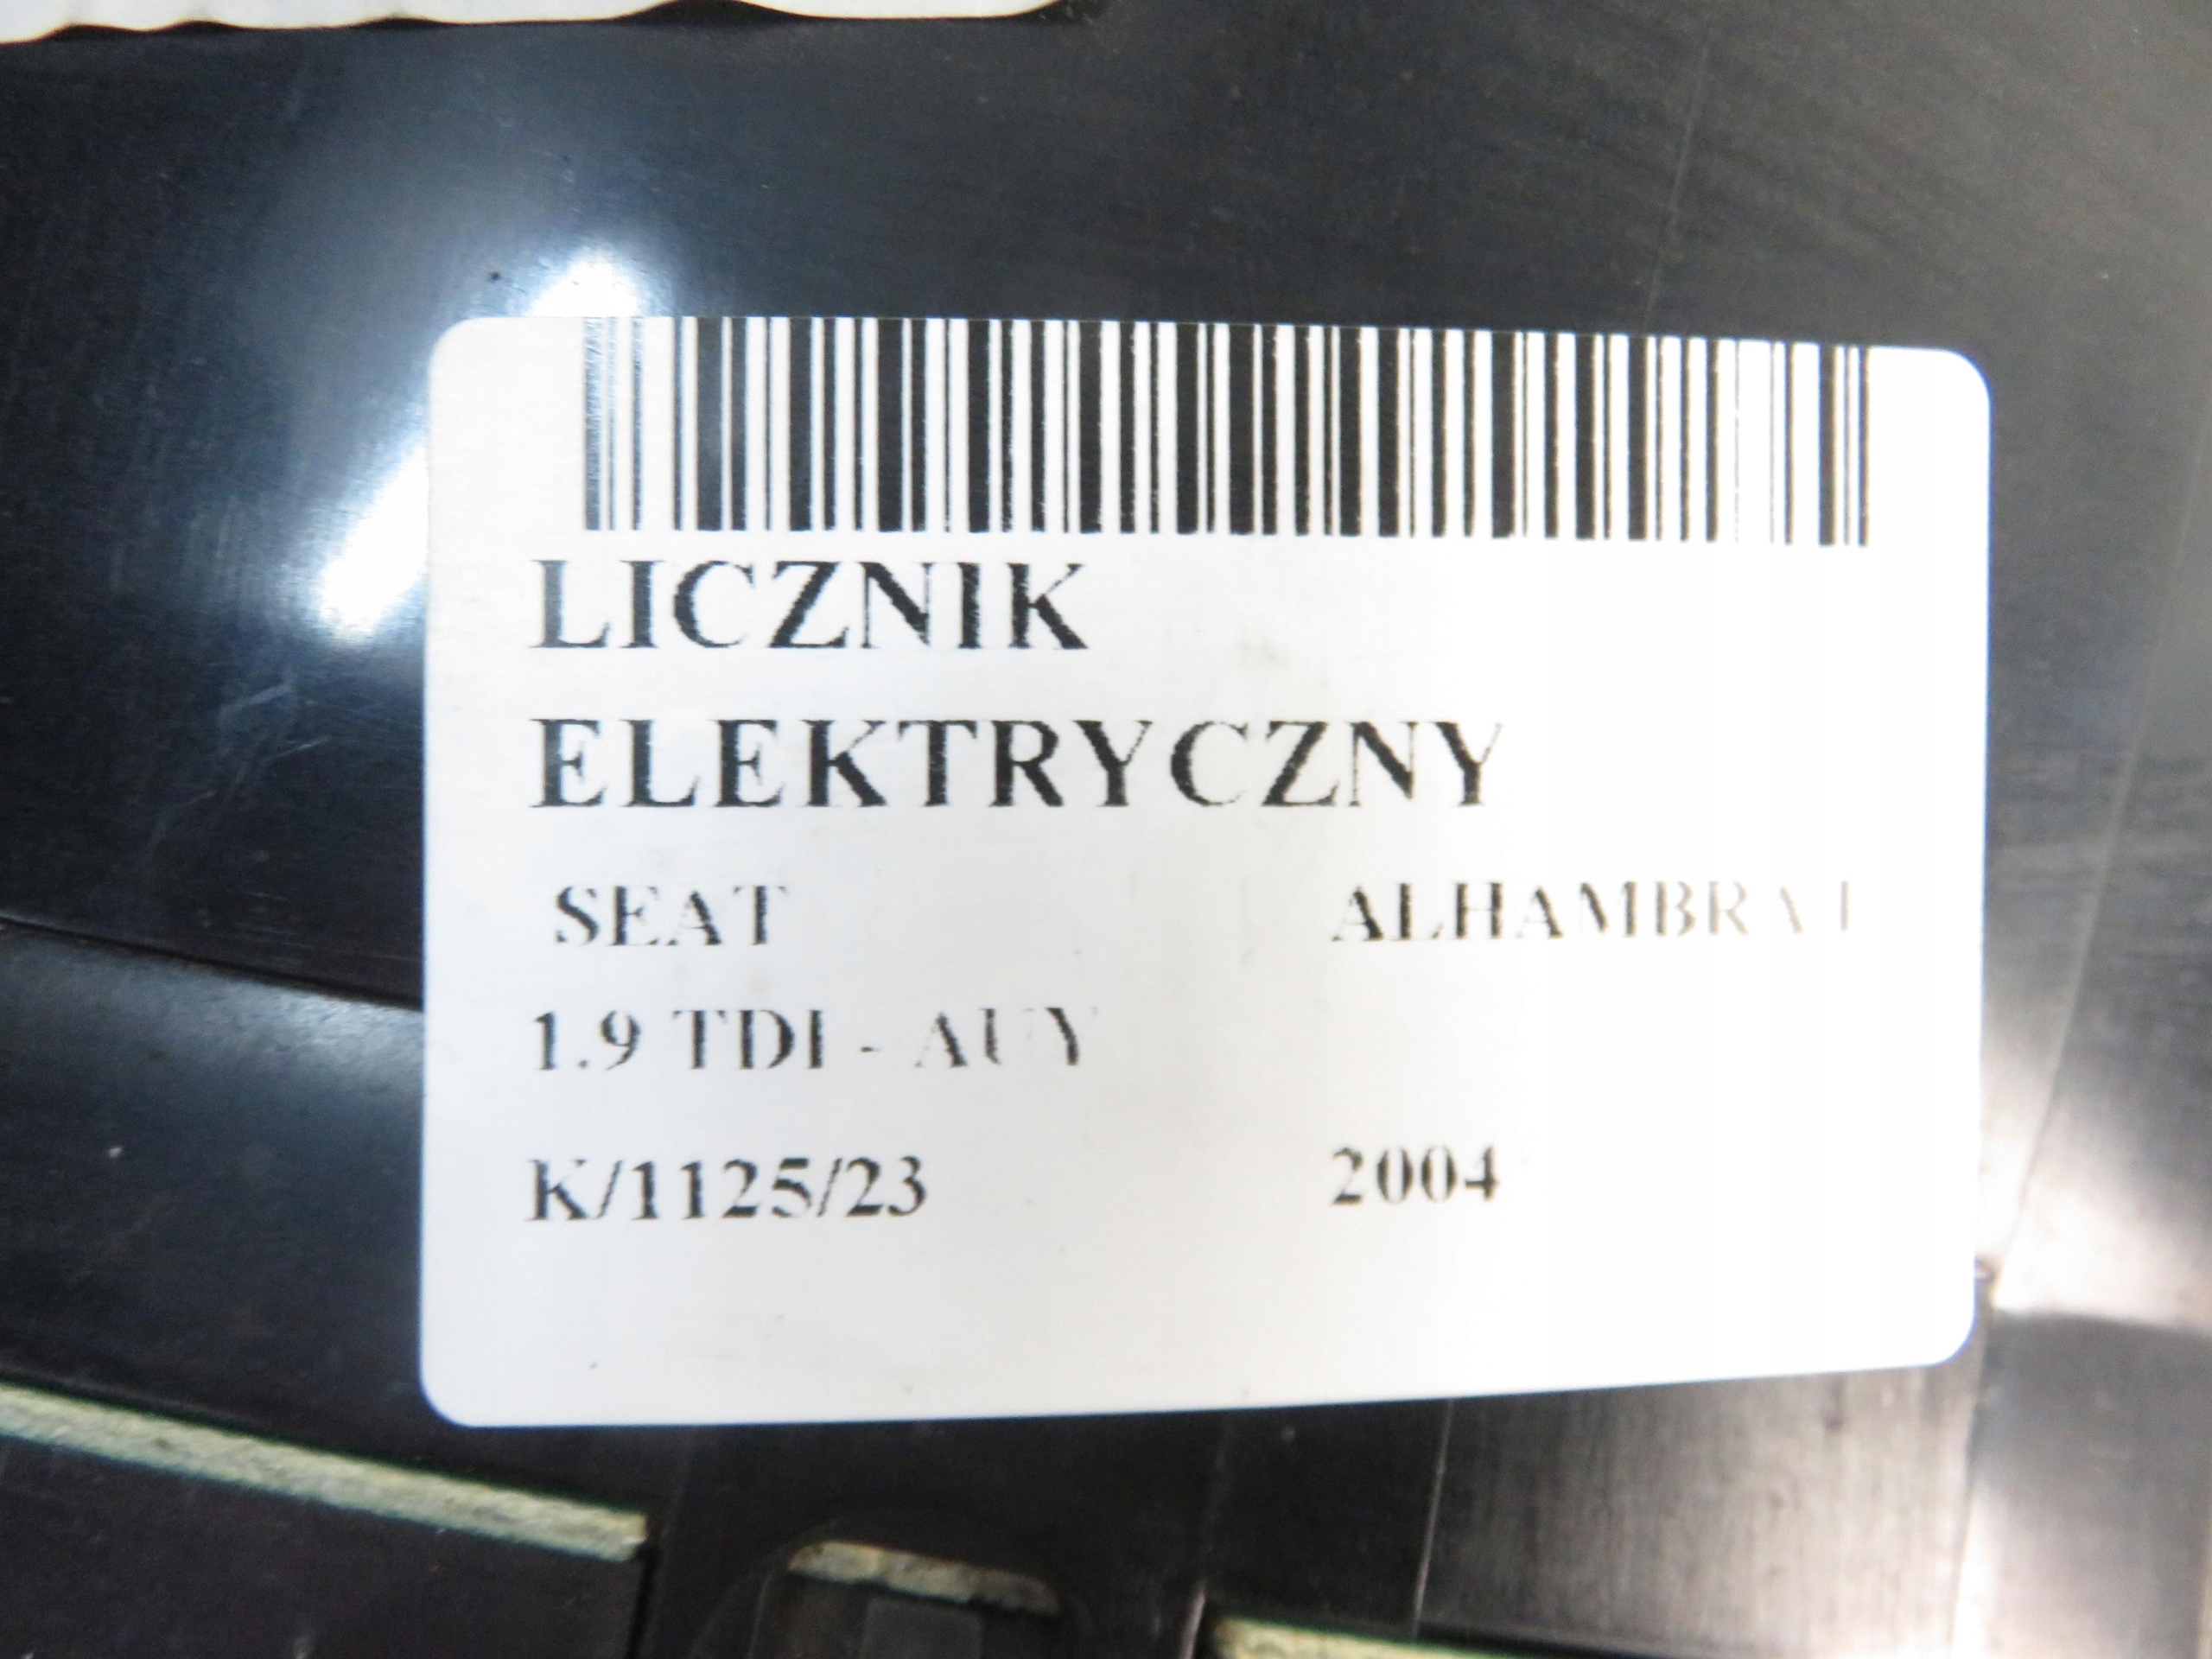 LICZNIK
ELEKTRYCZNY
SEAT ALHAMBRA I
1.9 TDI - AUY
K/1125/23 2004